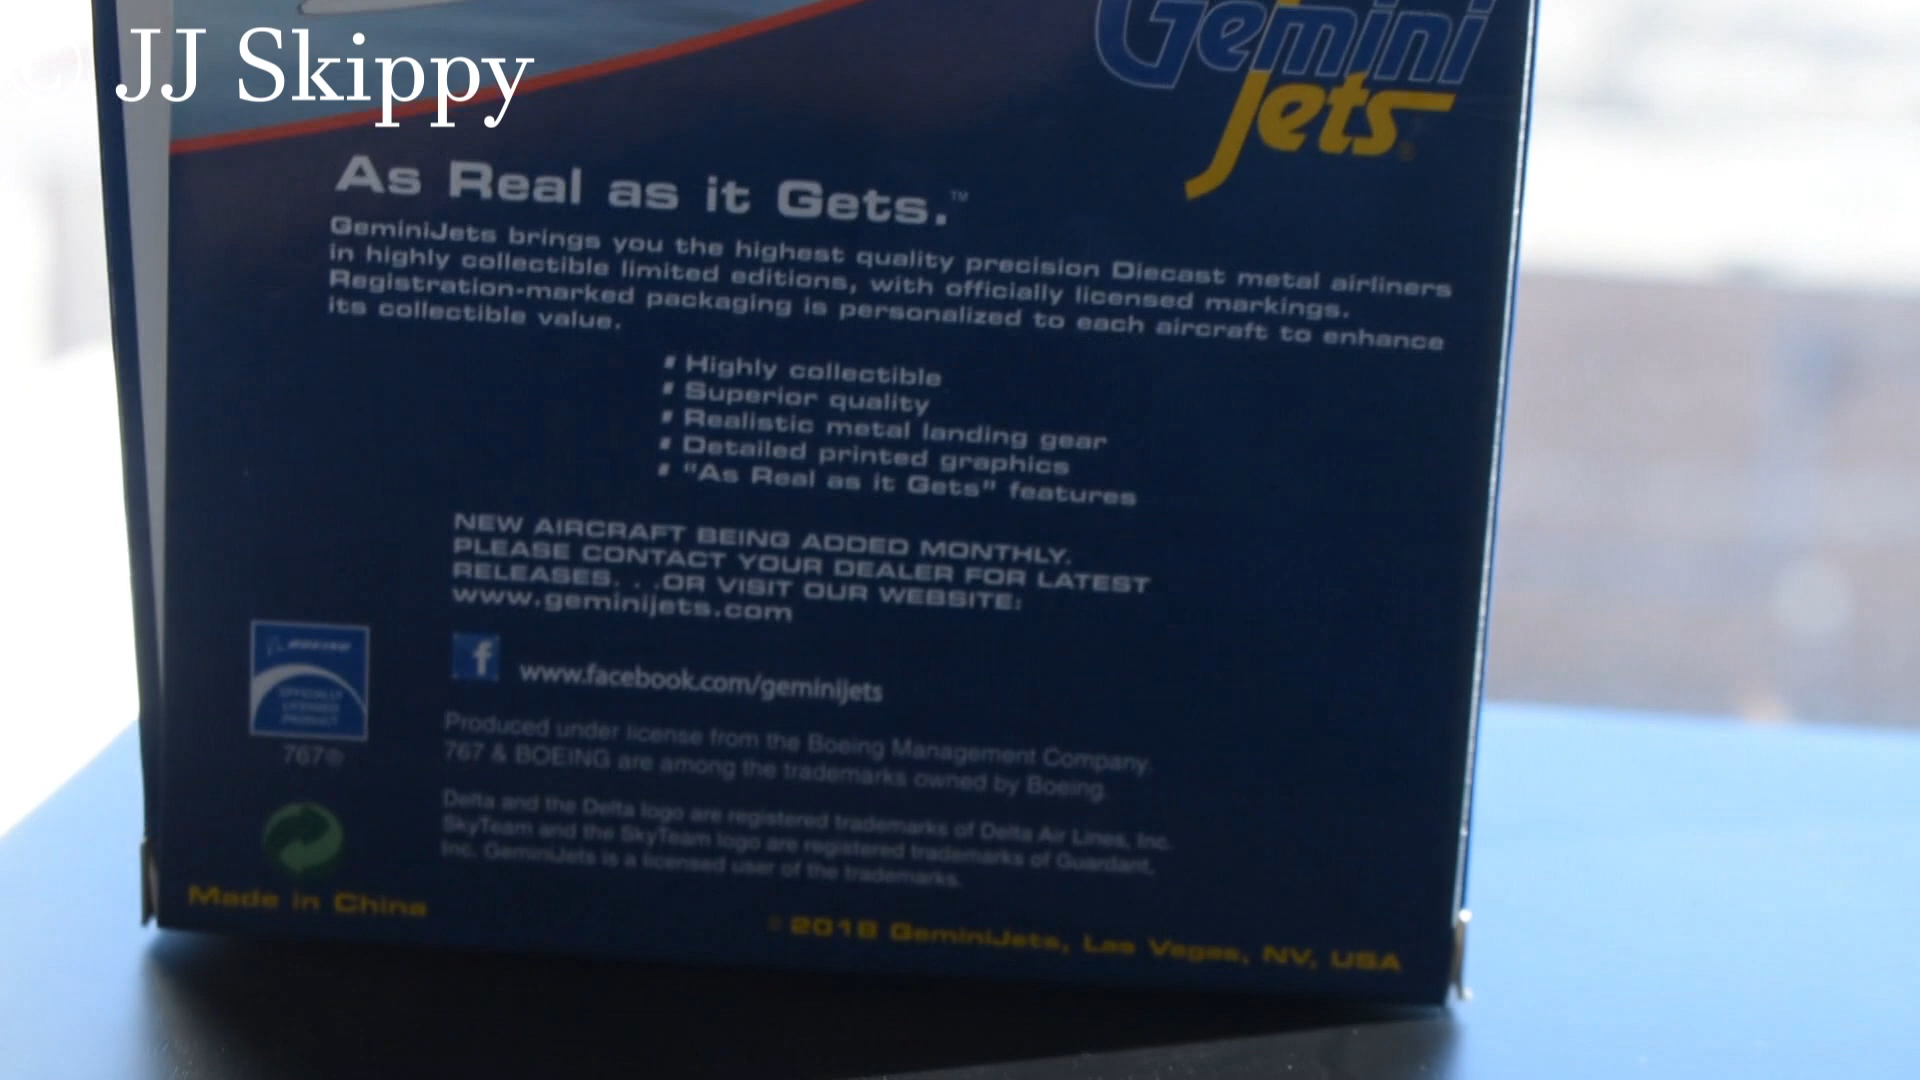 JJ Skippy
Gemini
Jets
As Real as it Gets.™
GeminiJets brings you the highest quality precision Diecast metal airliners
in highly collectible limited editions, with officially licensed markings.
Registration-marked packaging is personalized to each aircraft to enhance
its collectible value.
Highly collectible
Superior quality
Realistic metal landing gear
Detailed printed graphics
"As Real as it Gets" features
NEW AIRCRAFT BEING ADDED MONTHLY.
PLEASE CONTACT YOUR DEALER FOR LATEST
RELEASES. . .OR VISIT OUR WEBSITE:
www.geminijets.com
f www.facebook.com/geminijets
BOEING
OFFICIALLY
LICENSED
PRODUCT
767®
Produced under license from the Boeing Management Company.
767 & BOEING are among the trademarks owned by Boeing.
Delta and the Delta logo are registered trademarks of Delta Air Lines, Inc.
SkyTeam and the SkyTeam logo are registered trademarks of Guardant,
Inc. GeminiJets is a licensed user of the trademarks.
Made in China
© 2018 GeminiJets, Las Vegas, NV, USA